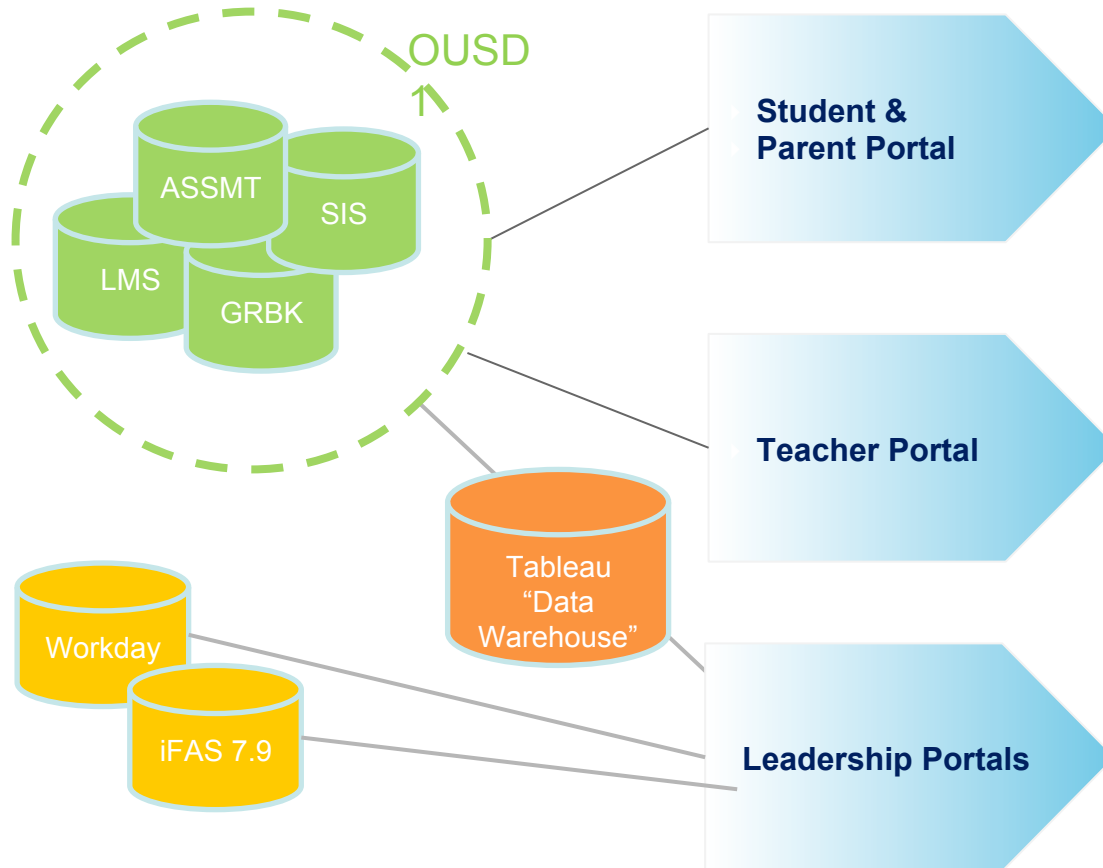 OUSD
1
ASSMT
SIS
LMS
GRBK
Student &
Parent Portal
Teacher Portal
Tableau
“Data
Warehouse”
Workday
iFAS 7.9
Leadership Portals